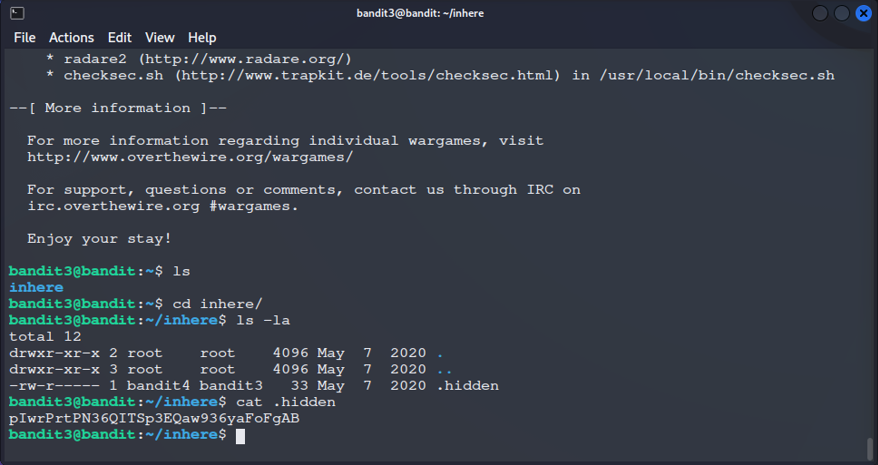 bandit3@bandit: ~/inhere
File Actions Edit View Help
* radare2 (http://www.radare.org/)
* checksec.sh (http://www.trapkit.de/tools/checksec.html) in /usr/local/bin/checksec.sh
--[ More information ]--
For more information regarding individual wargames, visit
http://www.overthewire.org/wargames/
For support, questions or comments, contact us through IRC on
irc.overthewire.org #wargames.
Enjoy your stay!
bandit3@bandit:~$ ls
inhere
bandit3@bandit:~$ cd inhere/
bandit3@bandit:~/inhere$ ls -la
total 12
drwxr-xr-x 2 root    root    4096 May  7  2020 .
drwxr-xr-x 3 root    root    4096 May  7  2020 ..
-rw-r----- 1 bandit4 bandit3   33 May  7  2020 .hidden
bandit3@bandit:~/inhere$ cat .hidden
pIwrPrtPN36QITSp3EQaw936yaFoFgAB
bandit3@bandit:~/inhere$